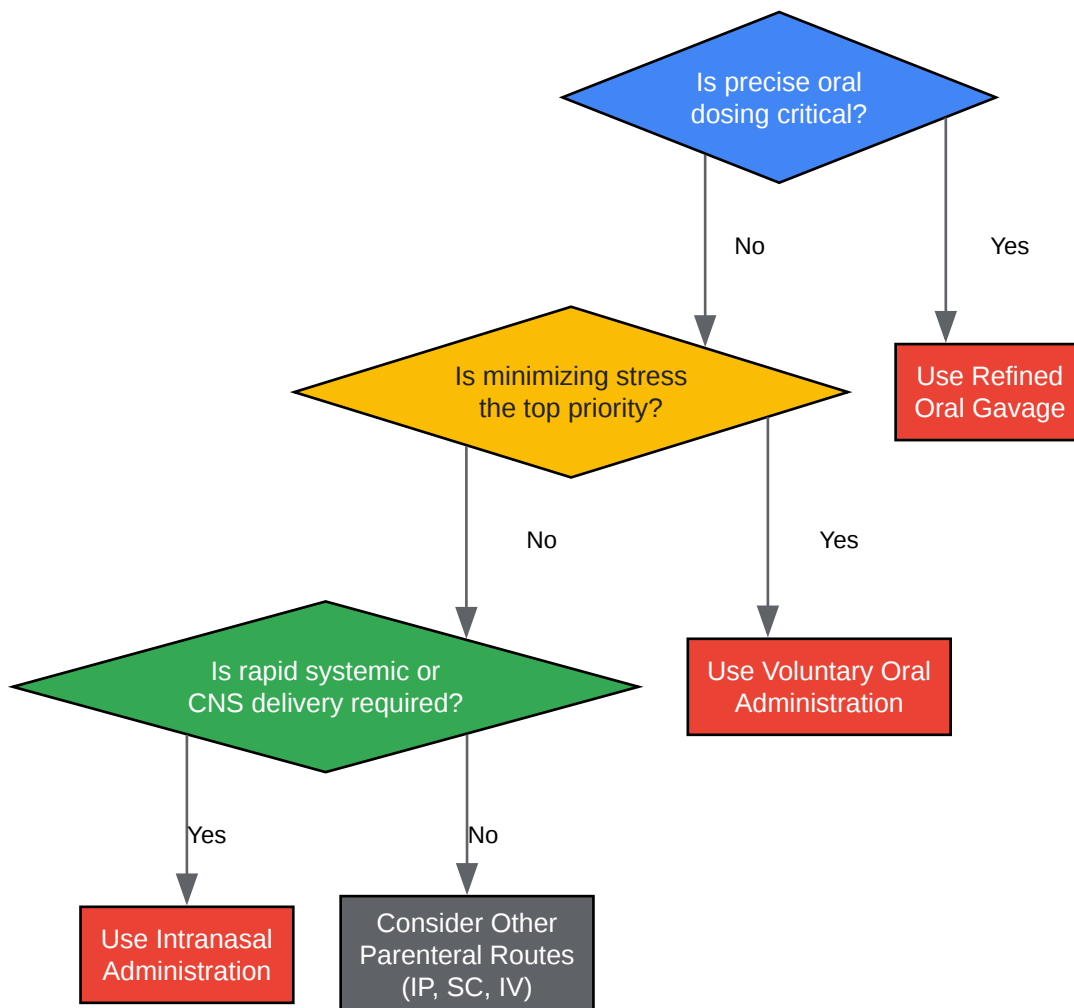 Is precise oral
dosing critical?
No
Yes
Is minimizing stress
the top priority?
Use Refined
Oral Gavage
No
Yes
Is rapid systemic or
CNS delivery required?
Use Voluntary Oral
Administration
Yes
No
Use Intranasal
Administration
Consider Other
Parenteral Routes
(IP, SC, IV)